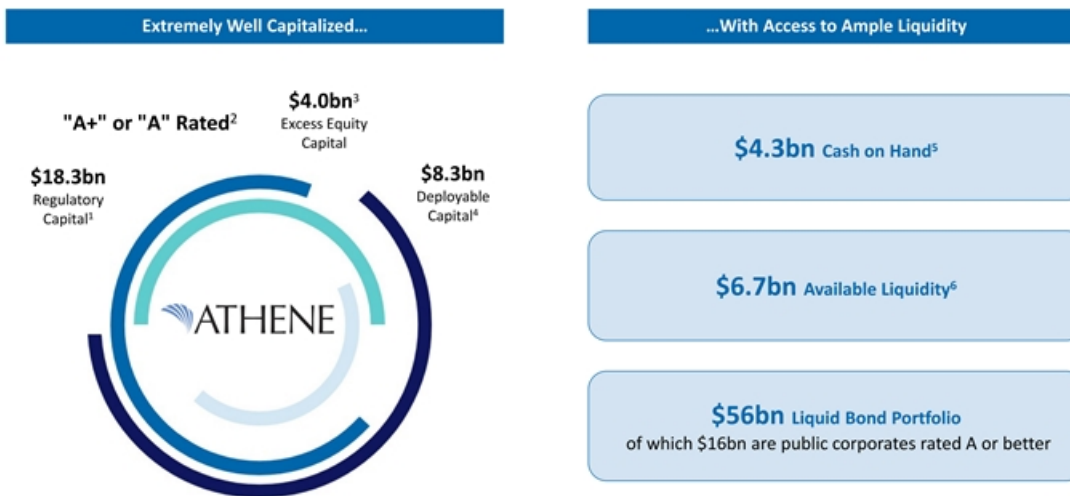 Extremely Well Capitalized...
"A+" or "A" Rated²
$4.0bn³
Excess Equity
Capital
$18.3bn
Regulatory
Capital¹
$8.3bn
Deployable
Capital⁴
ATHENE
...With Access to Ample Liquidity
$4.3bn Cash on Hand⁵
$6.7bn Available Liquidity⁶
$56bn Liquid Bond Portfolio
of which $16bn are public corporates rated A or better